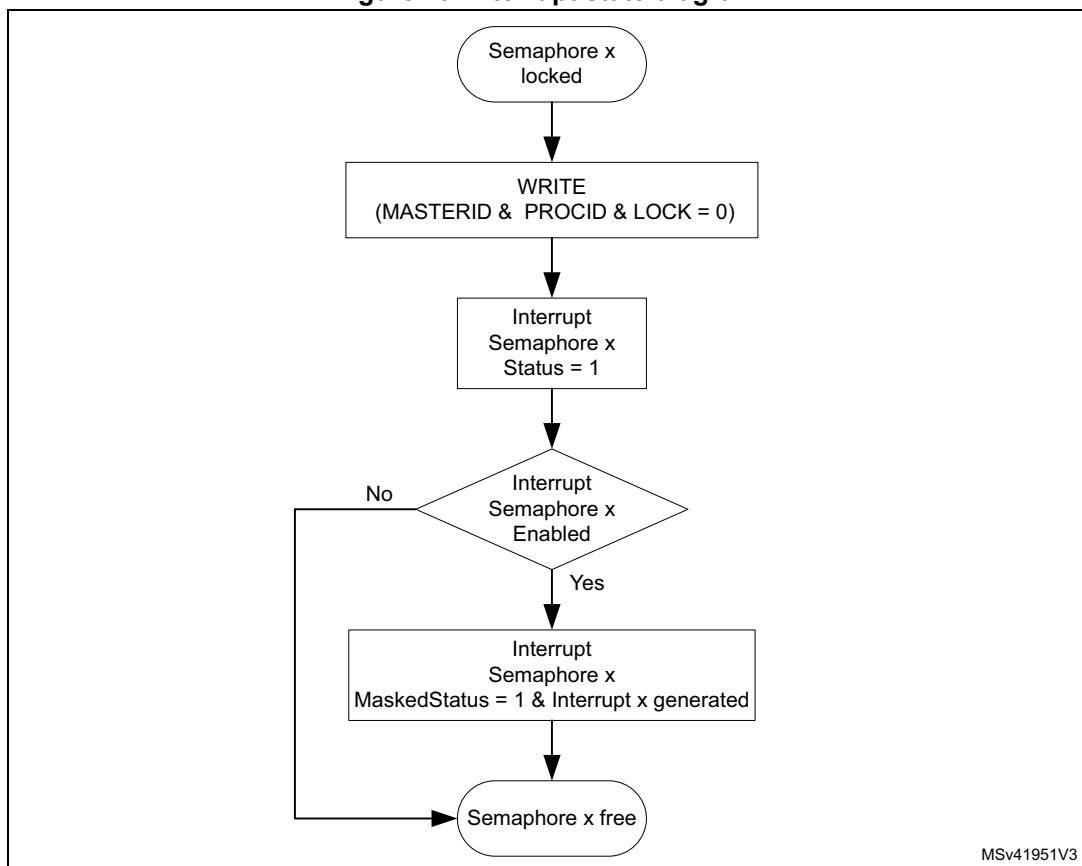 Semaphore x
locked
WRITE
(MASTERID & PROCID & LOCK = 0)
Interrupt
Semaphore x
Status = 1
Interrupt
Semaphore x
Enabled
No
Yes
Interrupt
Semaphore x
MaskedStatus = 1 & Interrupt x generated
Semaphore x free
MSv41951V3